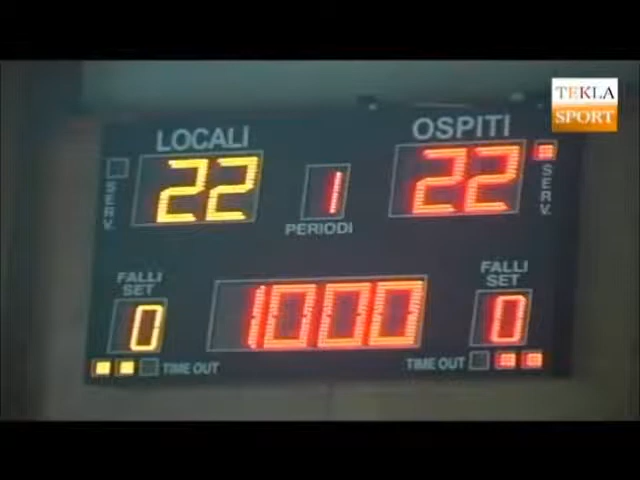 TEKLA
SPORT
LOCALI
OSPITI
SERV.
22
1
22
SERV.
PERIODI
FALLI
SET
FALLI
SET
0
1000
0
TIME OUT
TIME OUT